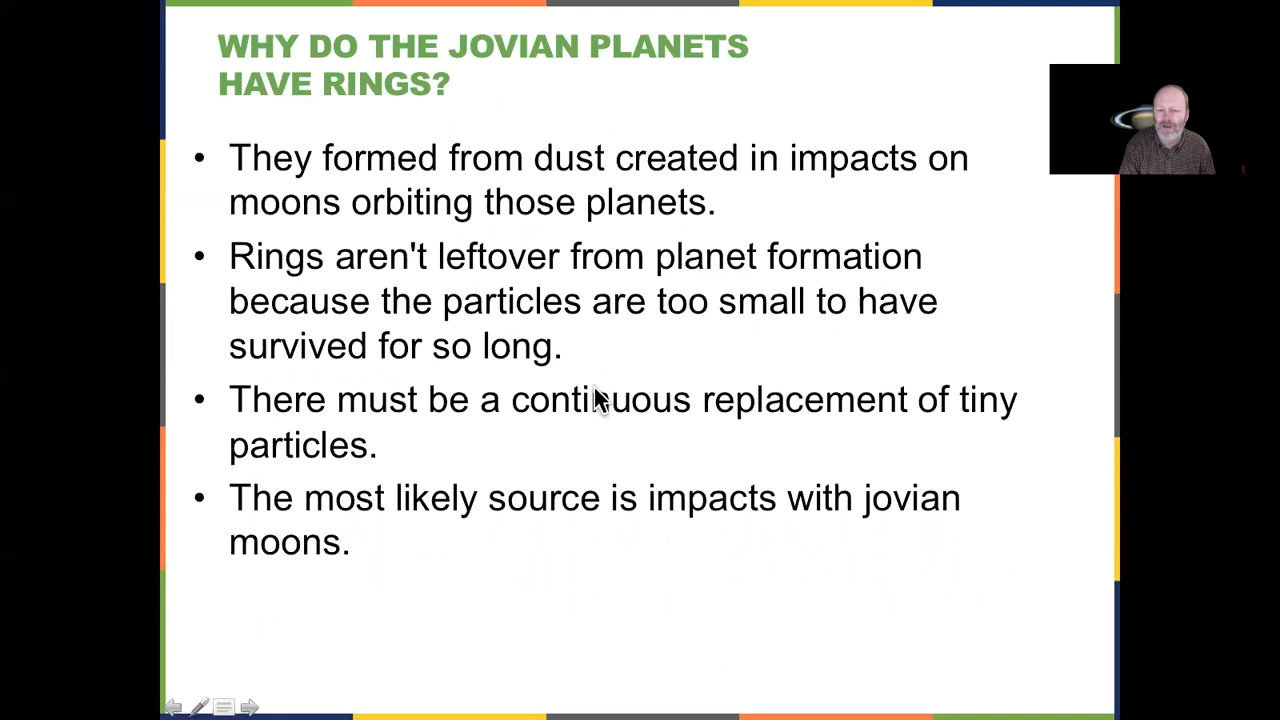 WHY DO THE JOVIAN PLANETS
HAVE RINGS?
• They formed from dust created in impacts on
moons orbiting those planets.
• Rings aren't leftover from planet formation
because the particles are too small to have
survived for so long.
• There must be a continuous replacement of tiny
particles.
• The most likely source is impacts with jovian
moons.